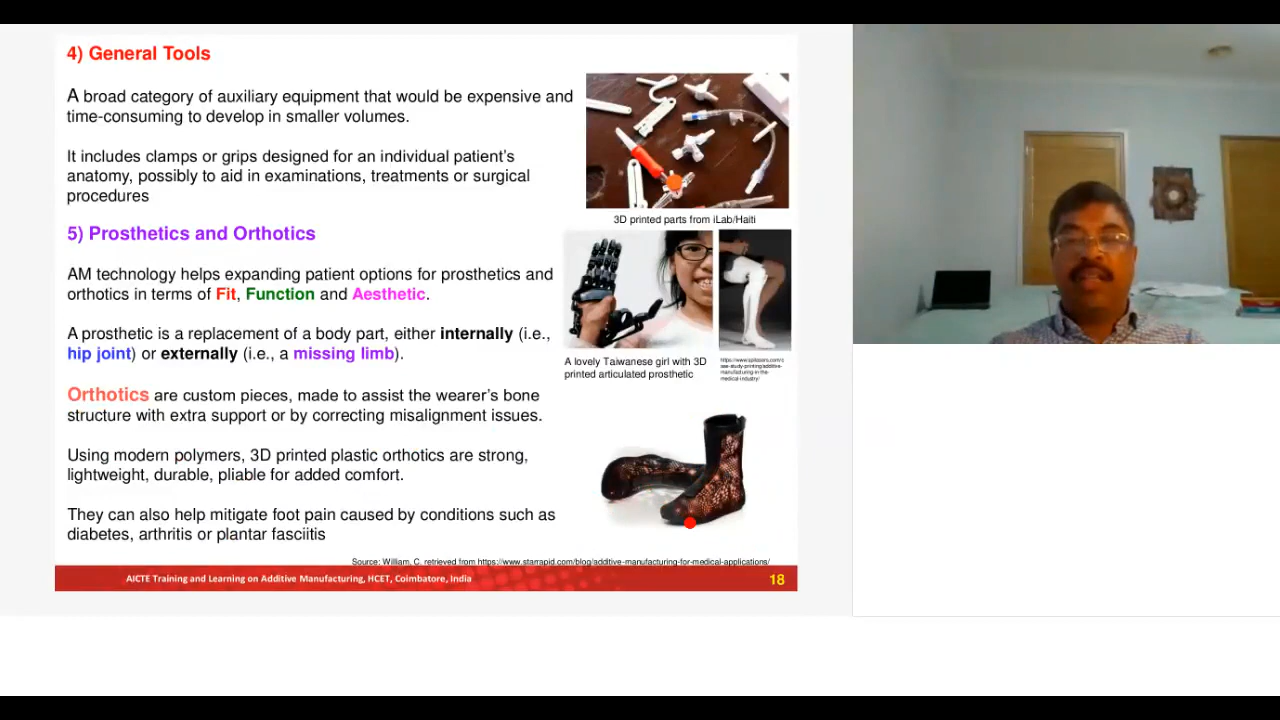 4) General Tools
A broad category of auxiliary equipment that would be expensive and
time-consuming to develop in smaller volumes.
It includes clamps or grips designed for an individual patient's
anatomy, possibly to aid in examinations, treatments or surgical
procedures
3D printed parts from iLab/Haiti
5) Prosthetics and Orthotics
AM technology helps expanding patient options for prosthetics and
orthotics in terms of Fit, Function and Aesthetic.
A prosthetic is a replacement of a body part, either internally (i.e.,
hip joint) or externally (i.e., a missing limb).
A lovely Taiwanese girl with 3D
printed articulated prosthetic
Orthotics are custom pieces, made to assist the wearer's bone
structure with extra support or by correcting misalignment issues.
Using modern polymers, 3D printed plastic orthotics are strong,
lightweight, durable, pliable for added comfort.
They can also help mitigate foot pain caused by conditions such as
diabetes, arthritis or plantar fasciitis
Source: William, C. retrieved from https://www.starrapid.com/blog/additive-manufacturing-for-medical-applications/
AICTE Training and Learning on Additive Manufacturing, HCET, Coimbatore, India
18